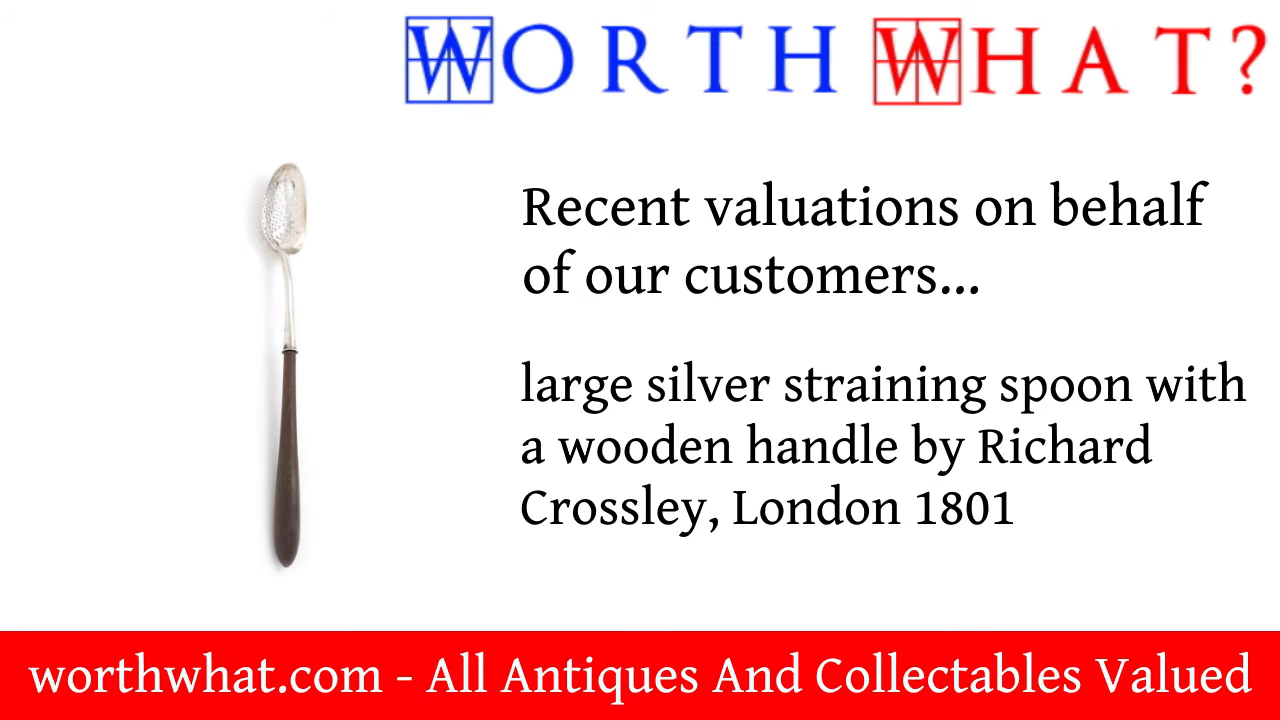 WORTH WHAT?
Recent valuations on behalf
of our customers...
large silver straining spoon with
a wooden handle by Richard
Crossley, London 1801
worthwhat.com - All Antiques And Collectables Valued